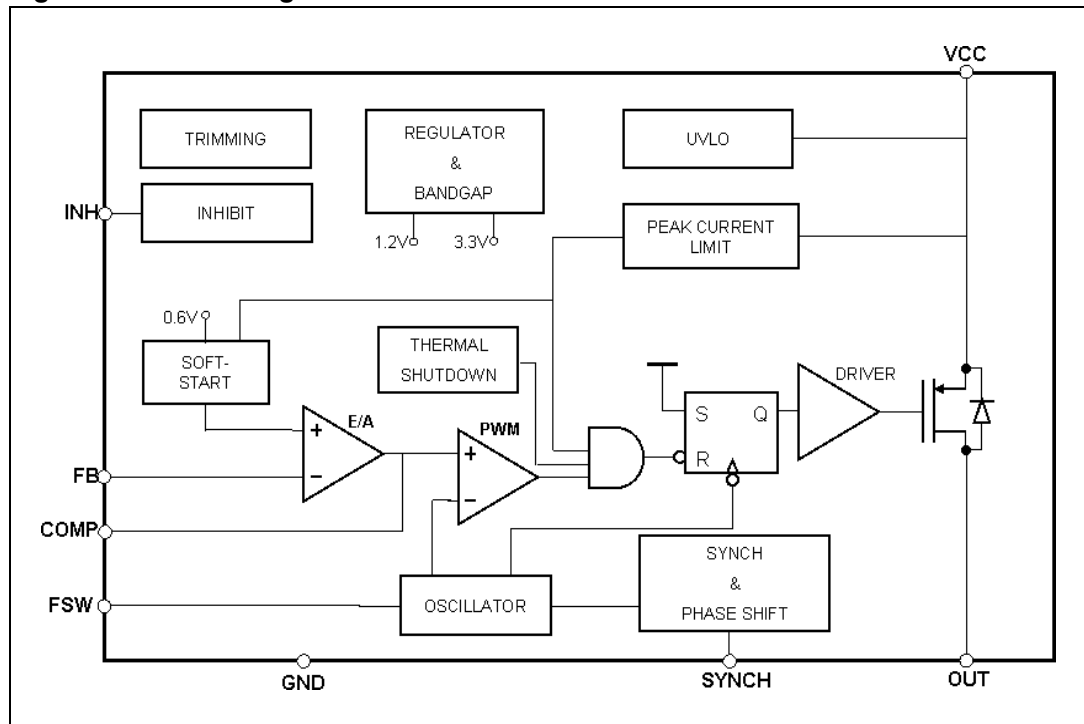 VCC
TRIMMING
REGULATOR
&
BANDGAP
UVLO
INH
INHIBIT
1.2V
3.3V
PEAK CURRENT
LIMIT
0.6V
SOFT-
START
THERMAL
SHUTDOWN
DRIVER
E/A
PWM
S
Q
R
+
−
+
−
FB
COMP
FSW
OSCILLATOR
SYNCH
&
PHASE SHIFT
GND
SYNCH
OUT